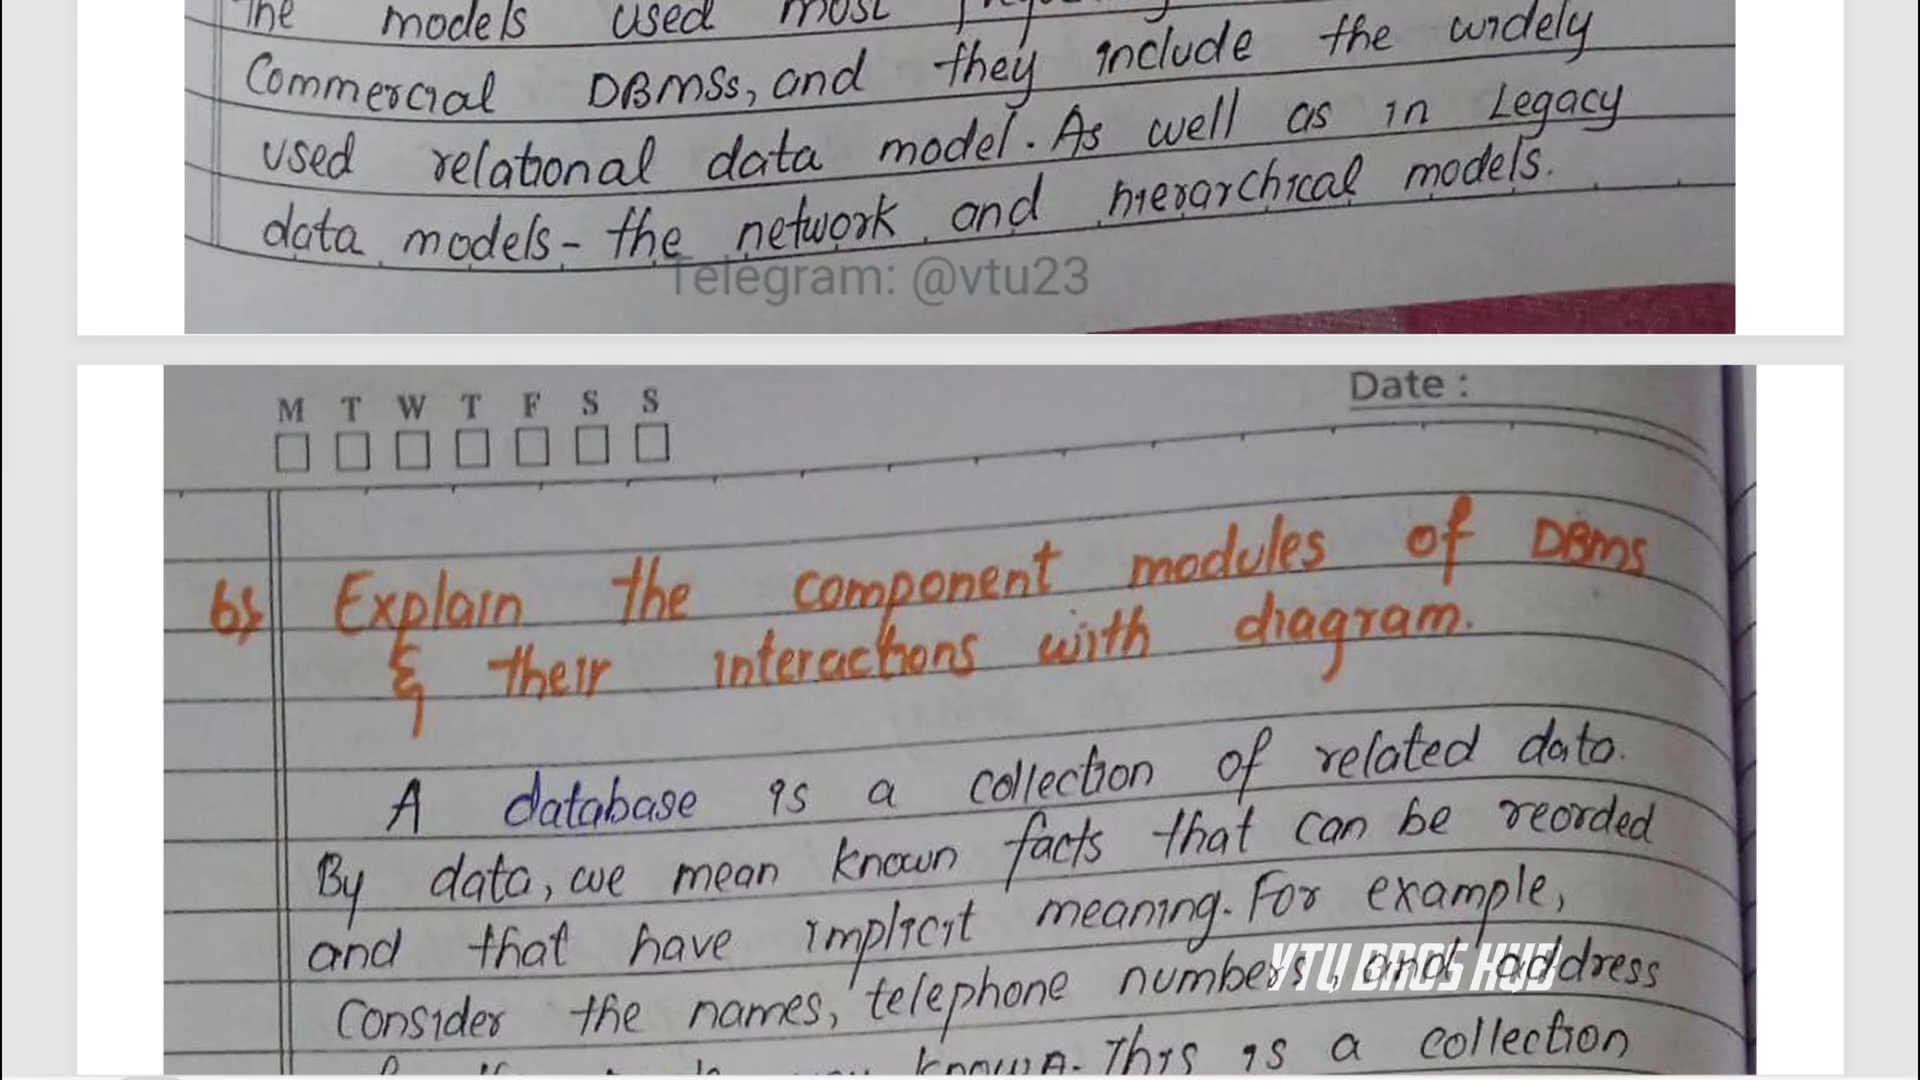 The models used most
Commercial DBMSs, and they include the widely
used relational data model. As well as in Legacy
data models - the network and hierarchical models.
Telegram: @vtu23
M T W T F S S
Date :
b) Explain the component modules of DBMS
& their interactions with diagram.
A database is a collection of related data.
By data, we mean known facts that can be reorded
and that have implicit meaning. For example,
Consider the names, telephone numbers, and address
VTU BROS HUB
known. This is a collection